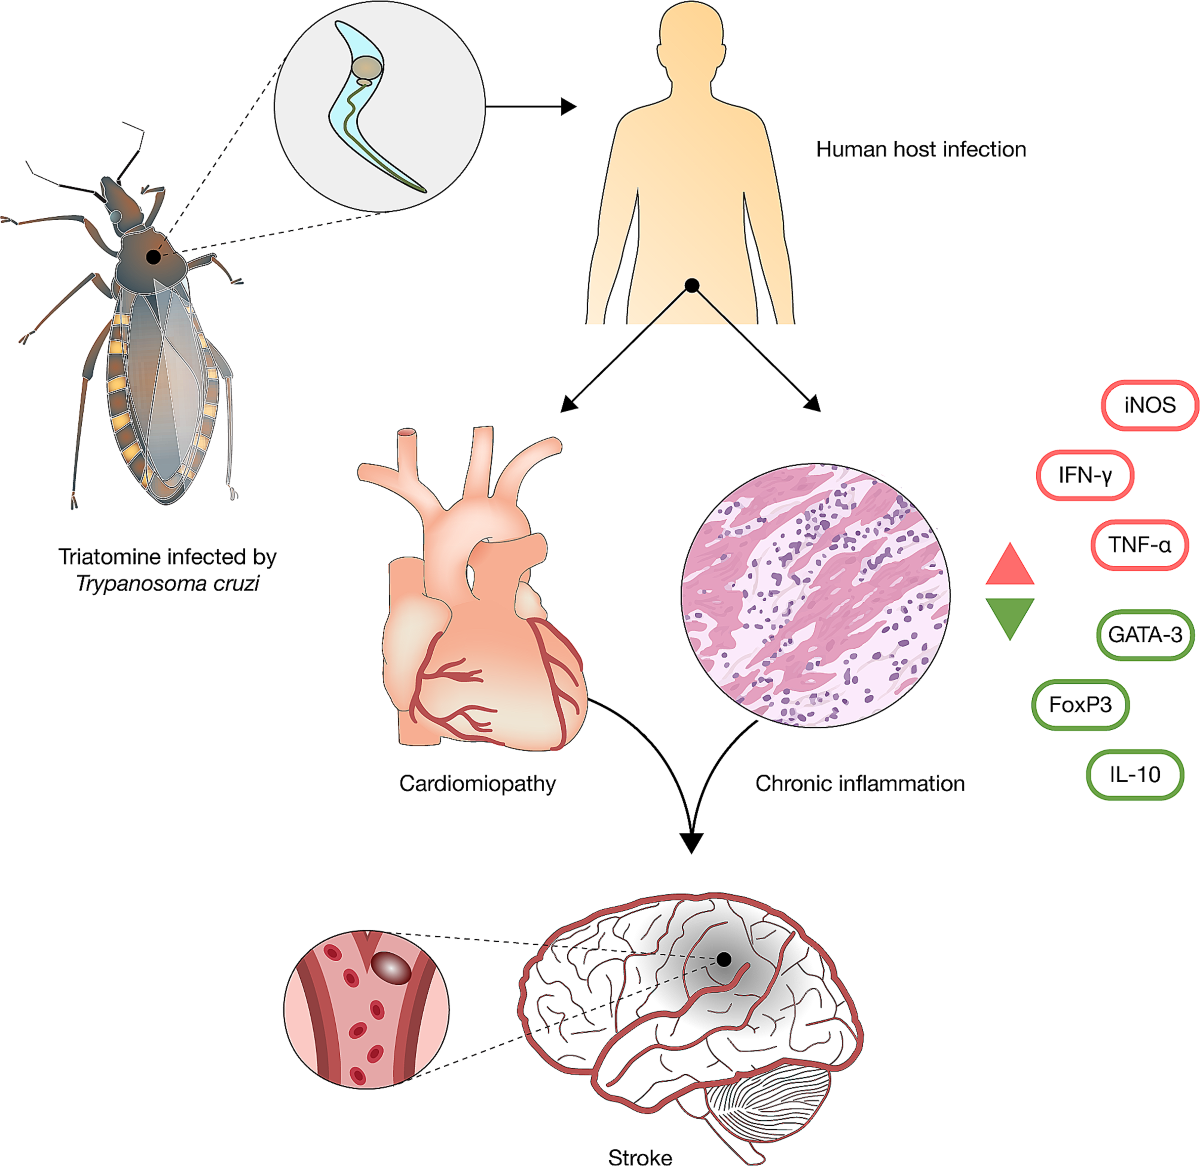 Human host infection
Triatomine infected by
Trypanosoma cruzi
iNOS
IFN-γ
TNF-α
GATA-3
FoxP3
IL-10
Cardiomiopathy
Chronic inflammation
Stroke